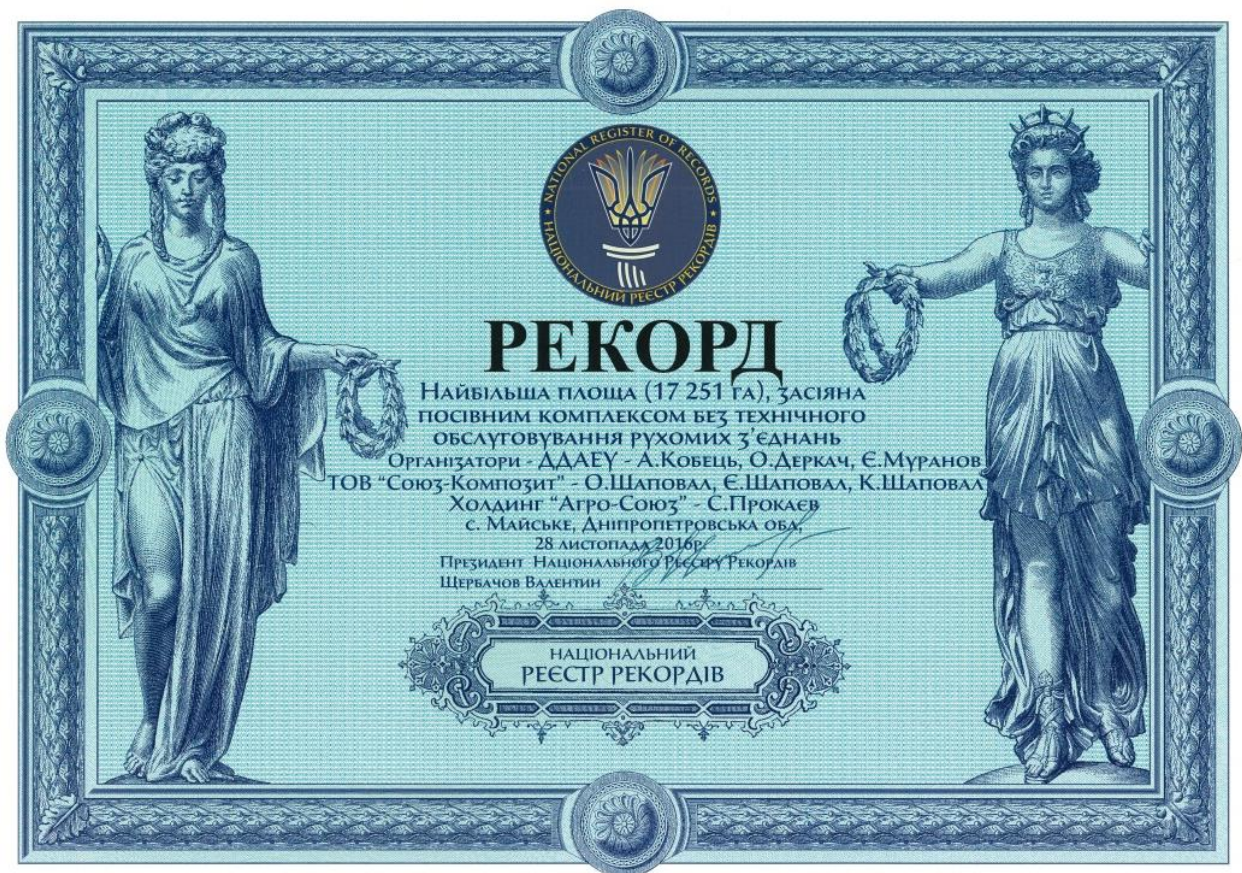 NATIONAL REGISTER OF RECORDS
НАЦІОНАЛЬНИЙ РЕЄСТР РЕКОРДІВ
РЕКОРД
Найбільша площа (17 251 га), засіяна
посівним комплексом без технічного
обслуговування рухомих з’єднань
Організатори - ДДАЕУ - А.Кобець, О.Деркач, Є.Муранов
ТОВ "Союз-Композит" - О.Шаповал, Є.Шаповал, К.Шаповал
Холдинг "Агро-Союз" - С.Прокаєв
с. Майське, Дніпропетровська обл,
28 листопада 2016р.
Президент Національного Реєстру Рекордів
Щербачов Валентин
НАЦІОНАЛЬНИЙ
РЕЄСТР РЕКОРДІВ